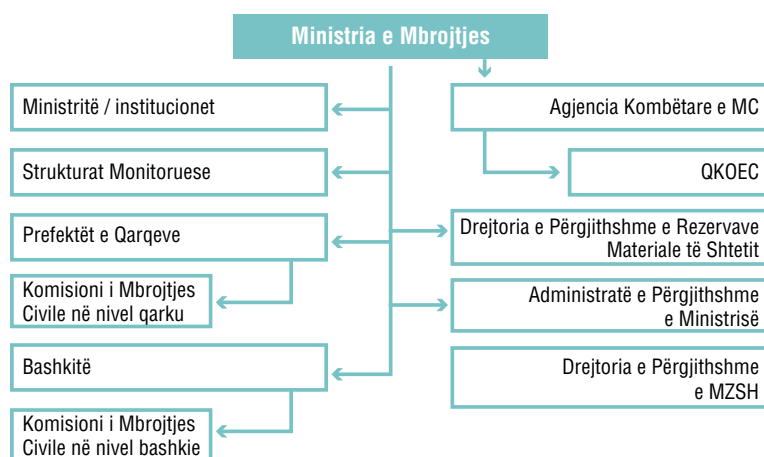 Ministria e Mbrojtjes
Ministritë / institucionet
Agjencia Kombëtare e MC
Strukturat Monitoruese
QKOEC
Prefektët e Qarqeve
Drejtoria e Përgjithshme e Rezervave
Materiale të Shtetit
Komisioni i Mbrojtjes
Civile në nivel qarku
Administratë e Përgjithshme
e Ministrisë
Bashkitë
Drejtoria e Përgjithshme
e MZSH
Komisioni i Mbrojtjes
Civile në nivel bashkie